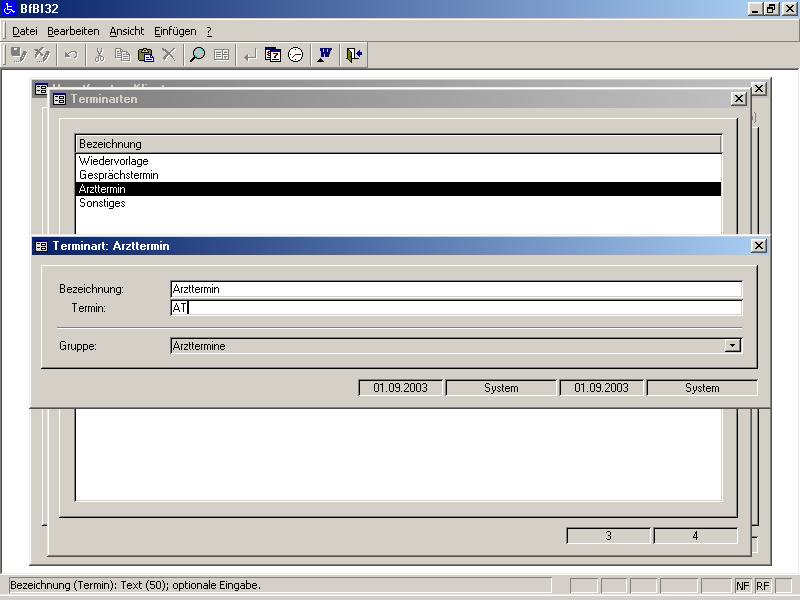 BfBI32
Datei Bearbeiten Ansicht Einfügen ?
Terminarten
Bezeichnung
Wiedervorlage
Gesprächstermin
Arzttermin
Sonstiges
Terminart: Arzttermin
Bezeichnung: Arzttermin
Termin: AT
Gruppe: Arzttermine
01.09.2003 System 01.09.2003 System
3 4
Bezeichnung (Termin): Text (50); optionale Eingabe. NF RF